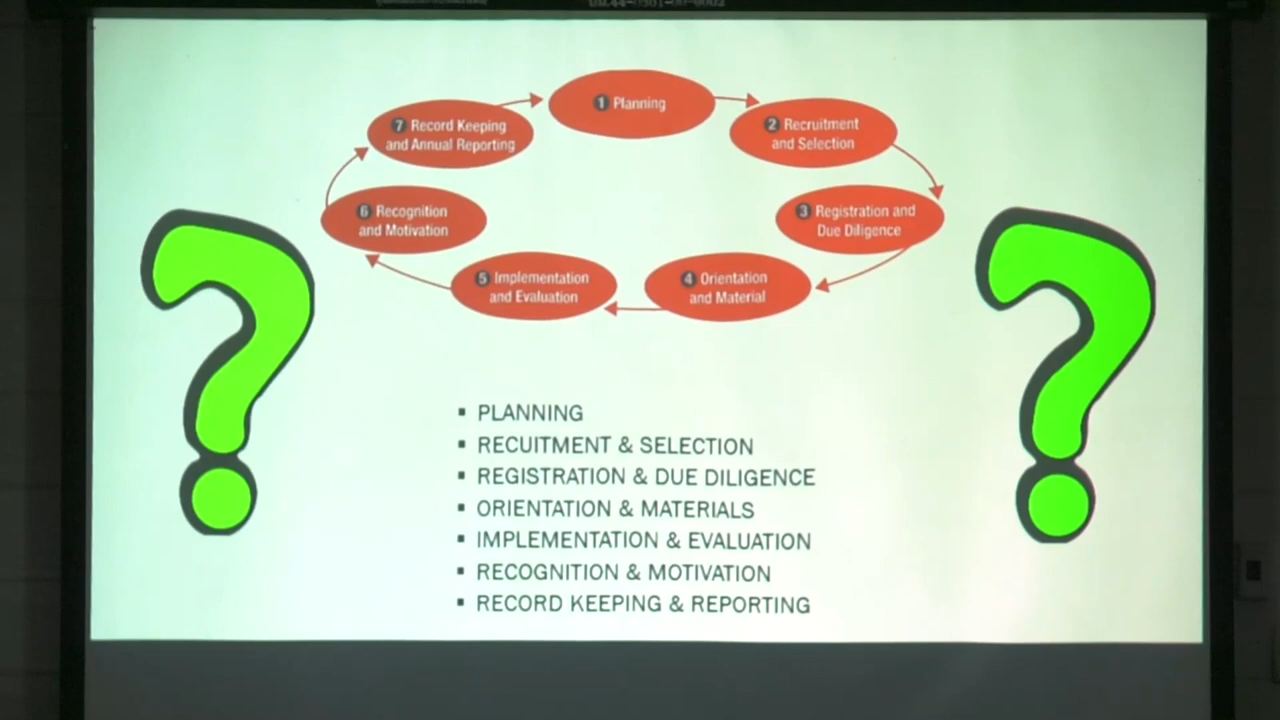 1 Planning
2 Recruitment
and Selection
3 Registration and
Due Diligence
4 Orientation
and Material
5 Implementation
and Evaluation
6 Recognition
and Motivation
7 Record Keeping
and Annual Reporting
? ?
▪ PLANNING
▪ RECUITMENT & SELECTION
▪ REGISTRATION & DUE DILIGENCE
▪ ORIENTATION & MATERIALS
▪ IMPLEMENTATION & EVALUATION
▪ RECOGNITION & MOTIVATION
▪ RECORD KEEPING & REPORTING